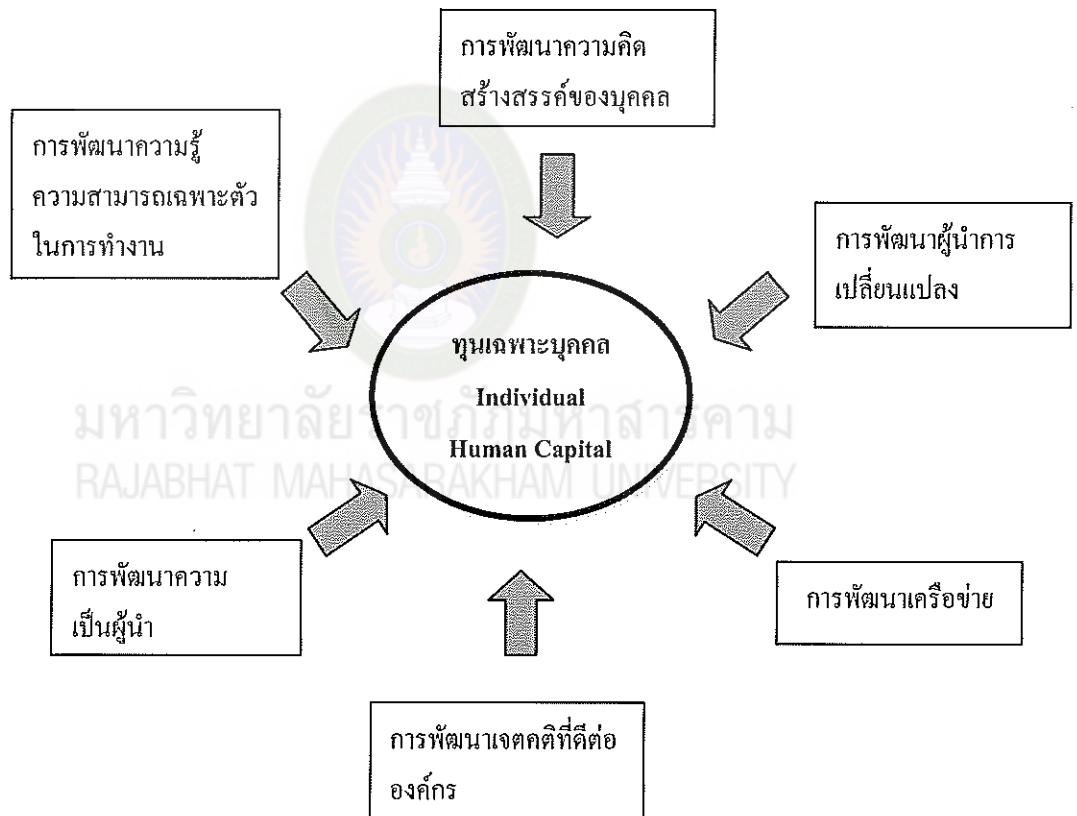 การพัฒนาความคิด
สร้างสรรค์ของบุคคล
การพัฒนาความรู้
ความสามารถเฉพาะตัว
ในการทำงาน
การพัฒนาผู้นำการ
เปลี่ยนแปลง
ทุนเฉพาะบุคคล
Individual
Human Capital
มหาวิทยาลัยราชภัฏมหาสารคาม
RAJABHAT MAHASARAKHAM UNIVERSITY
การพัฒนาความ
เป็นผู้นำ
การพัฒนาเครือข่าย
การพัฒนาเจตคติที่ดีต่อ
องค์กร